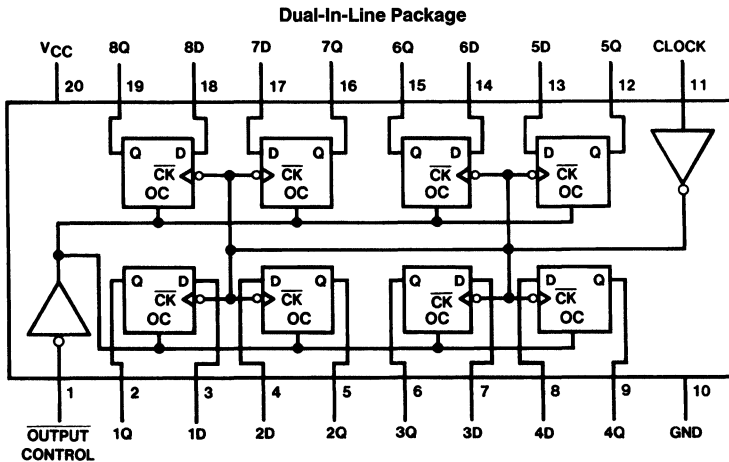 Dual-In-Line Package
VCC 8Q 8D 7D 7Q 6Q 6D 5D 5Q CLOCK
20 19 18 17 16 15 14 13 12 11
Q D D Q Q D D Q
CK CK CK CK
OC OC OC OC
Q D D Q Q D D Q
CK CK CK CK
OC OC OC OC
1 2 3 4 5 6 7 8 9 10
OUTPUT CONTROL 1Q 1D 2D 2Q 3Q 3D 4D 4Q GND